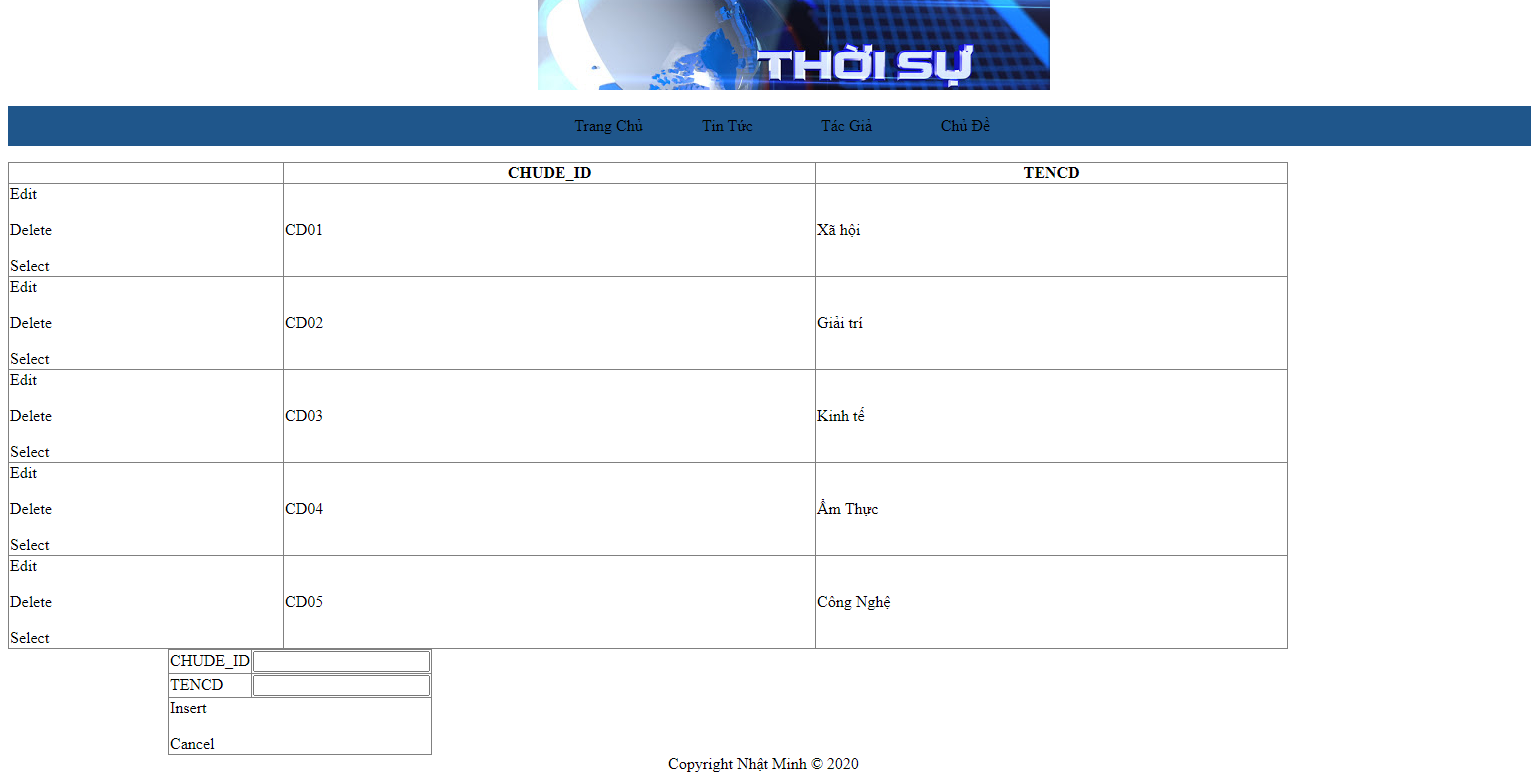 THỜI SỰ
Trang Chủ Tin Tức Tác Giả Chủ Đề
CHUDE_ID TENCD
Edit
Delete CD01 Xã hội
Select
Edit
Delete CD02 Giải trí
Select
Edit
Delete CD03 Kinh tế
Select
Edit
Delete CD04 Ẩm Thực
Select
Edit
Delete CD05 Công Nghệ
Select
CHUDE_ID
TENCD
Insert
Cancel
Copyright Nhật Minh © 2020